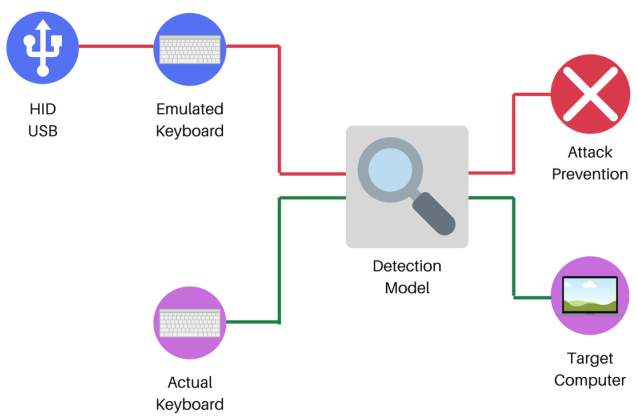 HID
USB
Emulated
Keyboard
Detection
Model
Attack
Prevention
Actual
Keyboard
Target
Computer